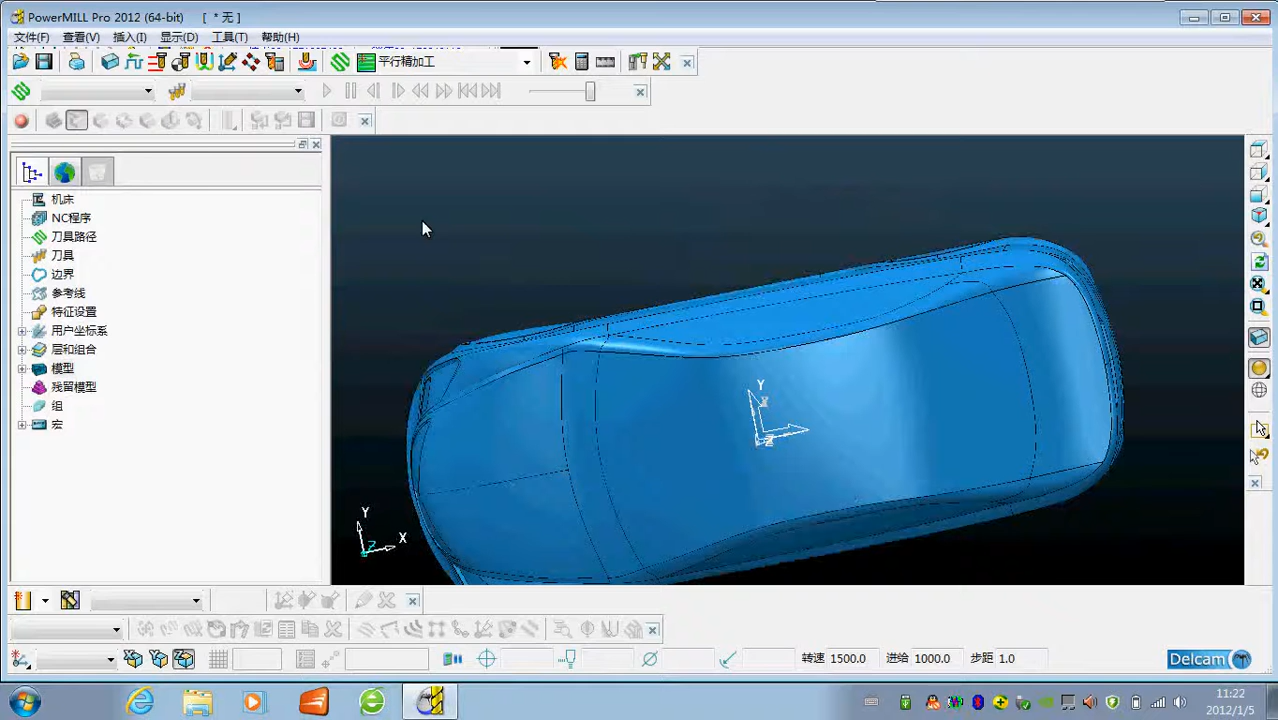 PowerMILL Pro 2012 (64-bit) [ * 无 ]
文件(F) 查看(V) 插入(I) 显示(D) 工具(T) 帮助(H)
平行精加工
机床
NC程序
刀具路径
刀具
边界
参考线
特征设置
用户坐标系
层和组合
模型
残留模型
组
宏
Y
Z
Z
Y
X
Z
转速 1500.0 进给 1000.0 步距 1.0
Delcam
11:22
2012/1/5